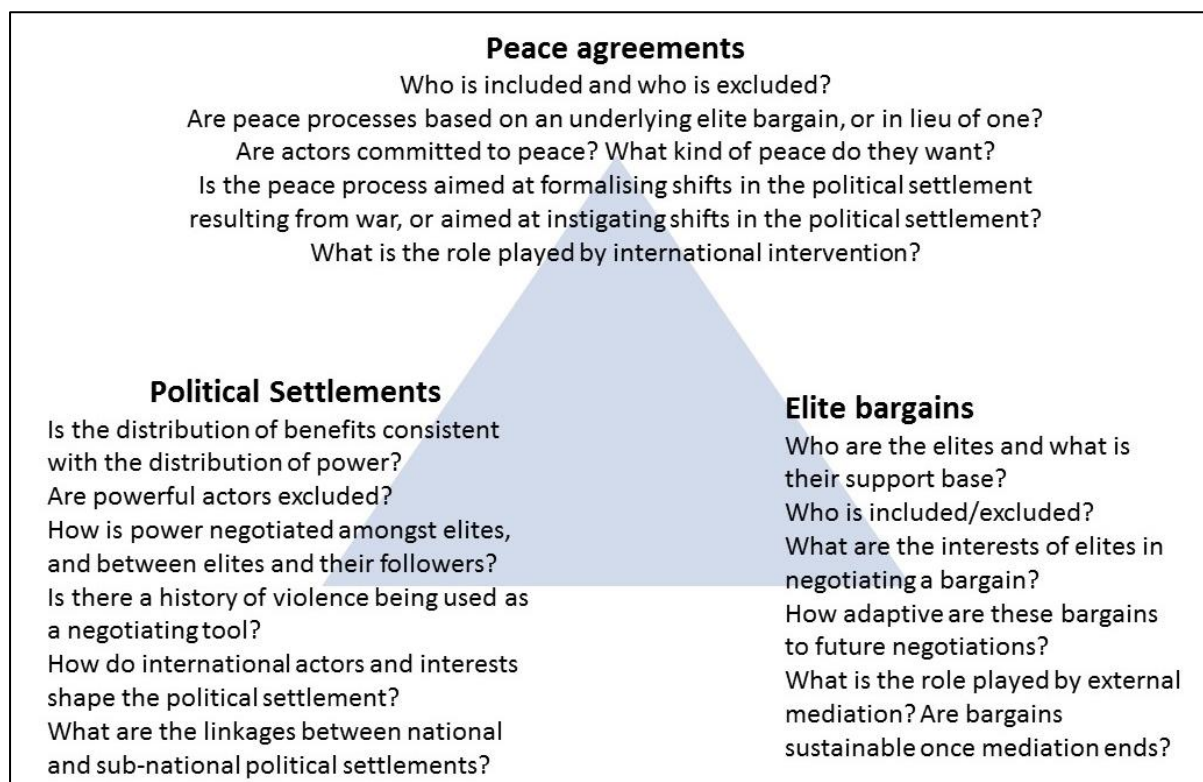 Peace agreements
Who is included and who is excluded?
Are peace processes based on an underlying elite bargain, or in lieu of one?
Are actors committed to peace? What kind of peace do they want?
Is the peace process aimed at formalising shifts in the political settlement
resulting from war, or aimed at instigating shifts in the political settlement?
What is the role played by international intervention?
Political Settlements
Is the distribution of benefits consistent
with the distribution of power?
Are powerful actors excluded?
How is power negotiated amongst elites,
and between elites and their followers?
Is there a history of violence being used as
a negotiating tool?
How do international actors and interests
shape the political settlement?
What are the linkages between national
and sub-national political settlements?
Elite bargains
Who are the elites and what is
their support base?
Who is included/excluded?
What are the interests of elites in
negotiating a bargain?
How adaptive are these bargains
to future negotiations?
What is the role played by external
mediation? Are bargains
sustainable once mediation ends?